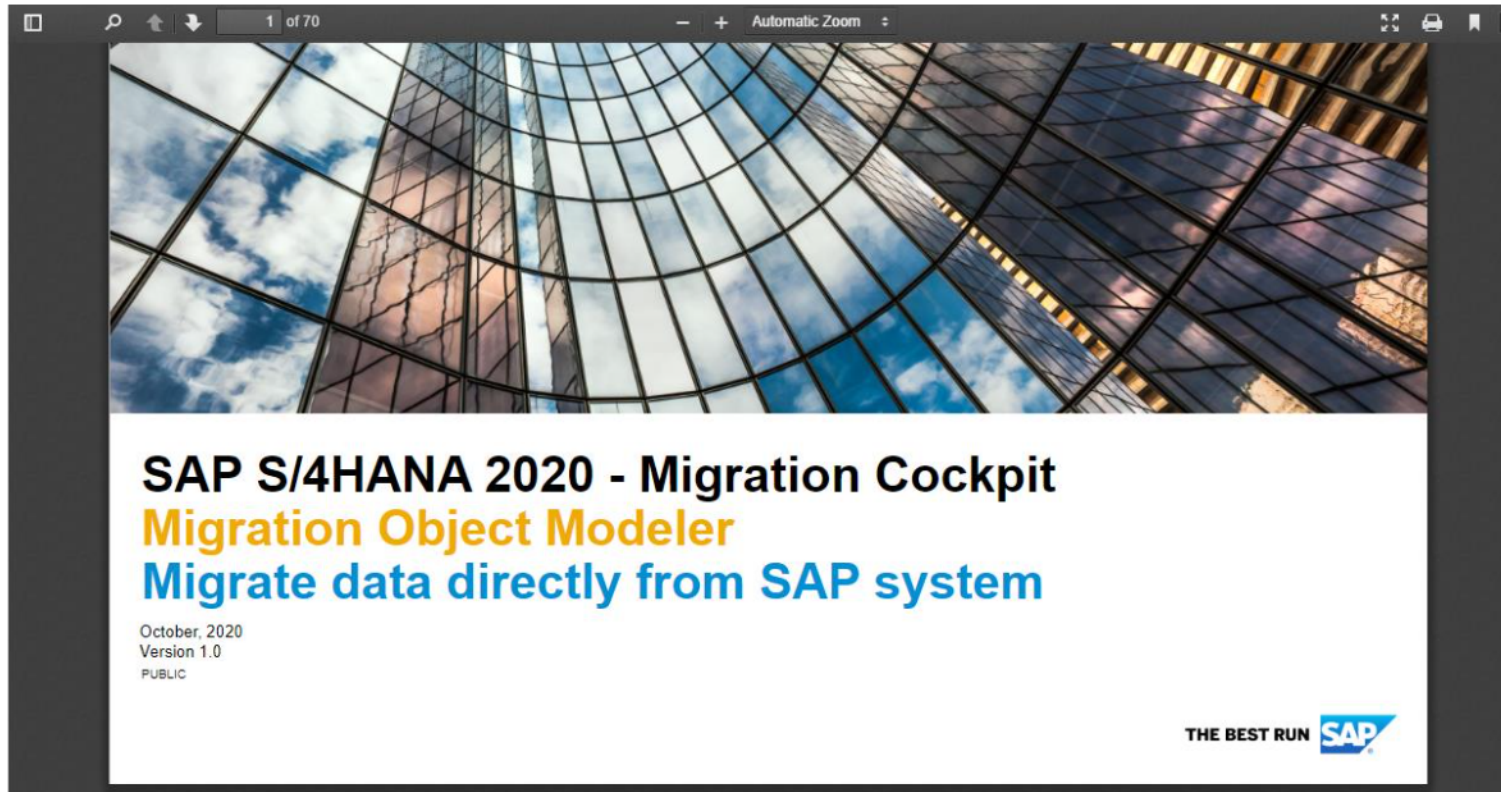 1 of 70
Automatic Zoom
SAP S/4HANA 2020 - Migration Cockpit
Migration Object Modeler
Migrate data directly from SAP system
October, 2020
Version 1.0
PUBLIC
THE BEST RUN SAP